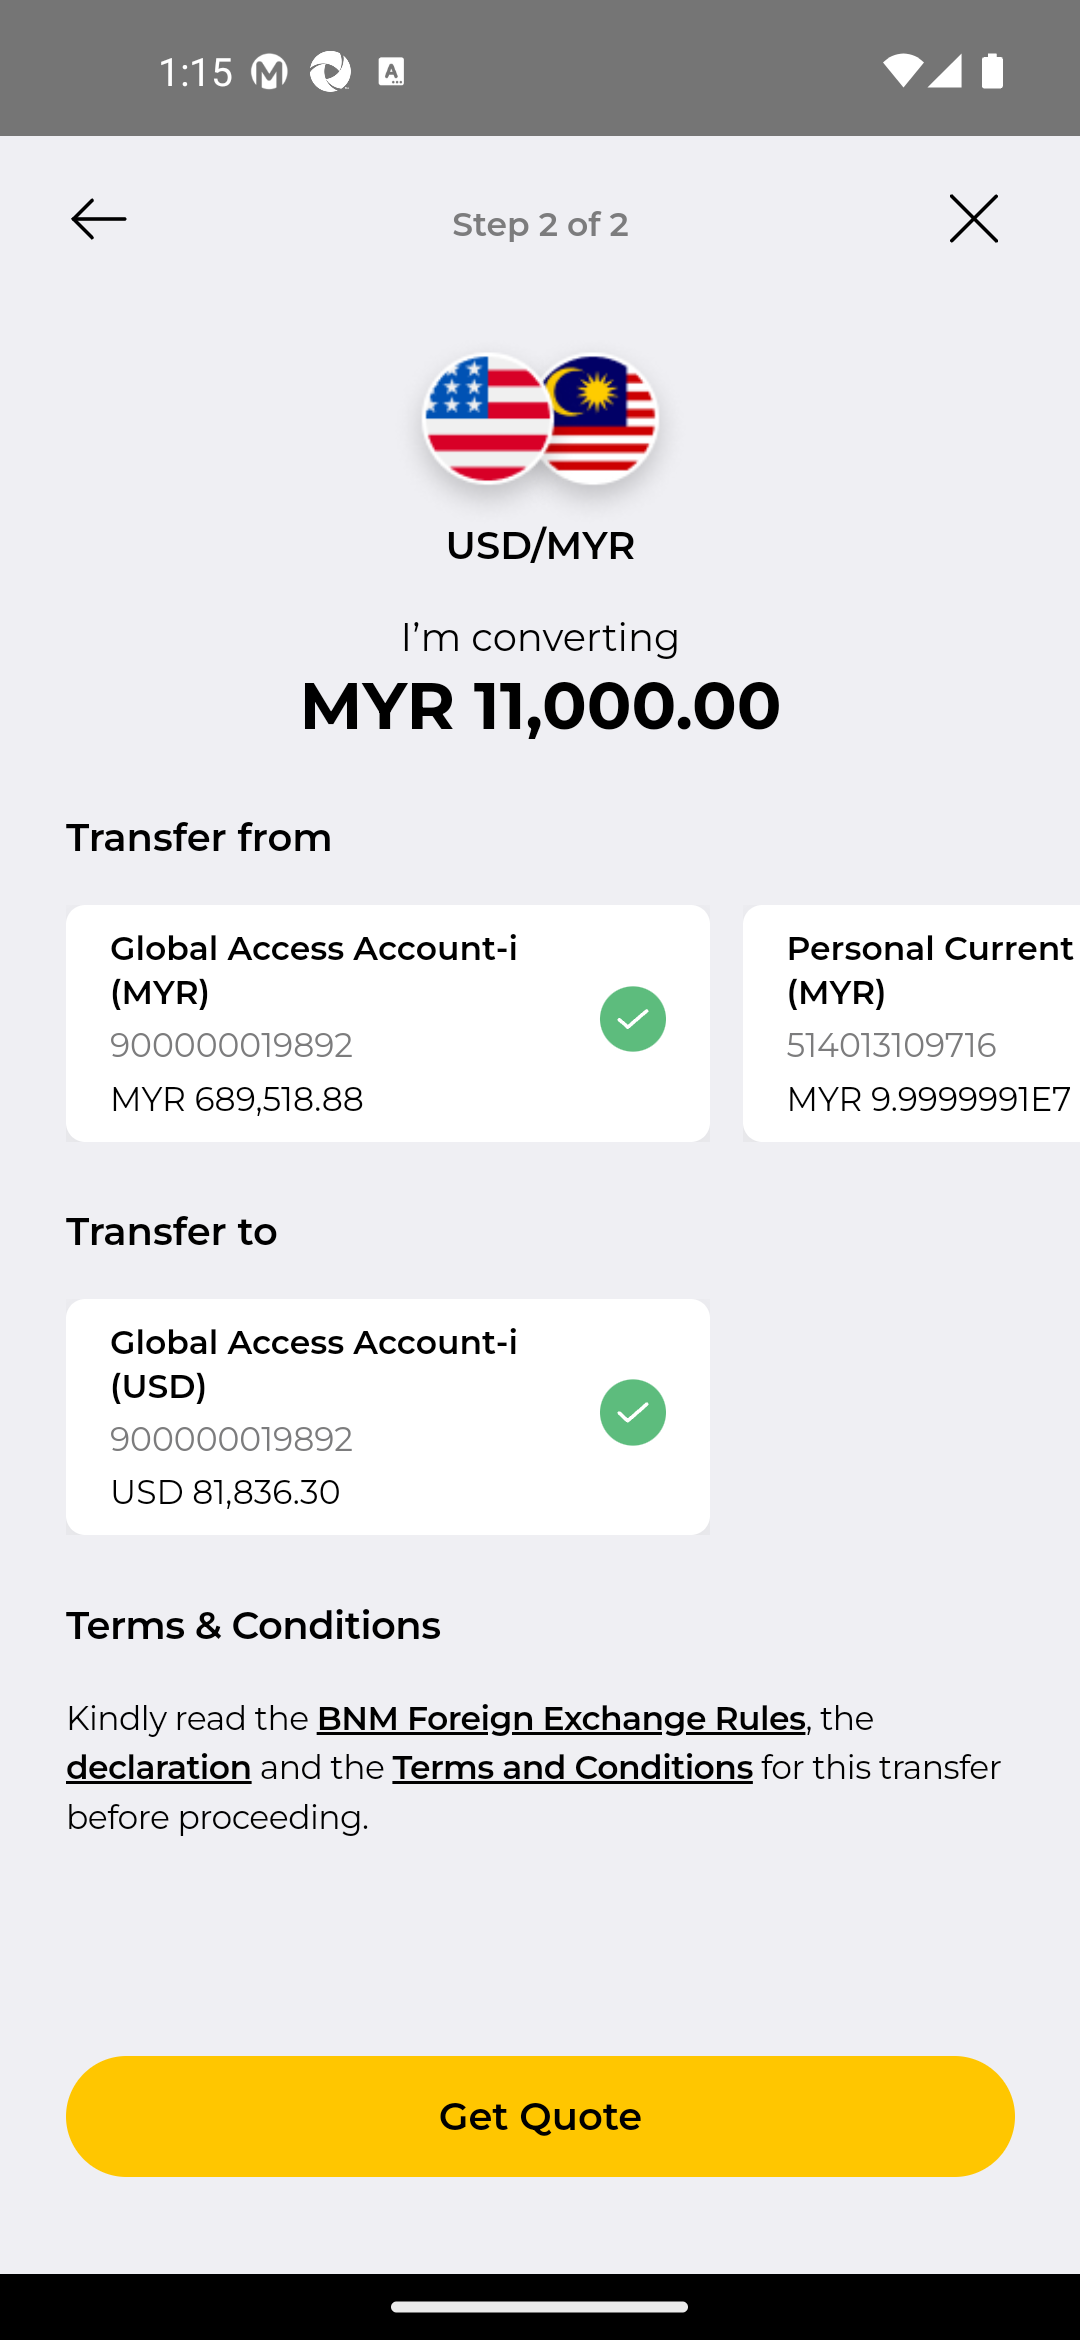 1:15
Step 2 of 2
USD/MYR
I'm converting
MYR 11,000.00
Transfer from
Global Access Account-i
(MYR)
900000019892
MYR 689,518.88
Personal Current
(MYR)
514013109716
MYR 9.9999991E7
Transfer to
Global Access Account-i
(USD)
900000019892
USD 81,836.30
Terms & Conditions
Kindly read the BNM Foreign Exchange Rules, the
declaration and the Terms and Conditions for this transfer
before proceeding.
Get Quote